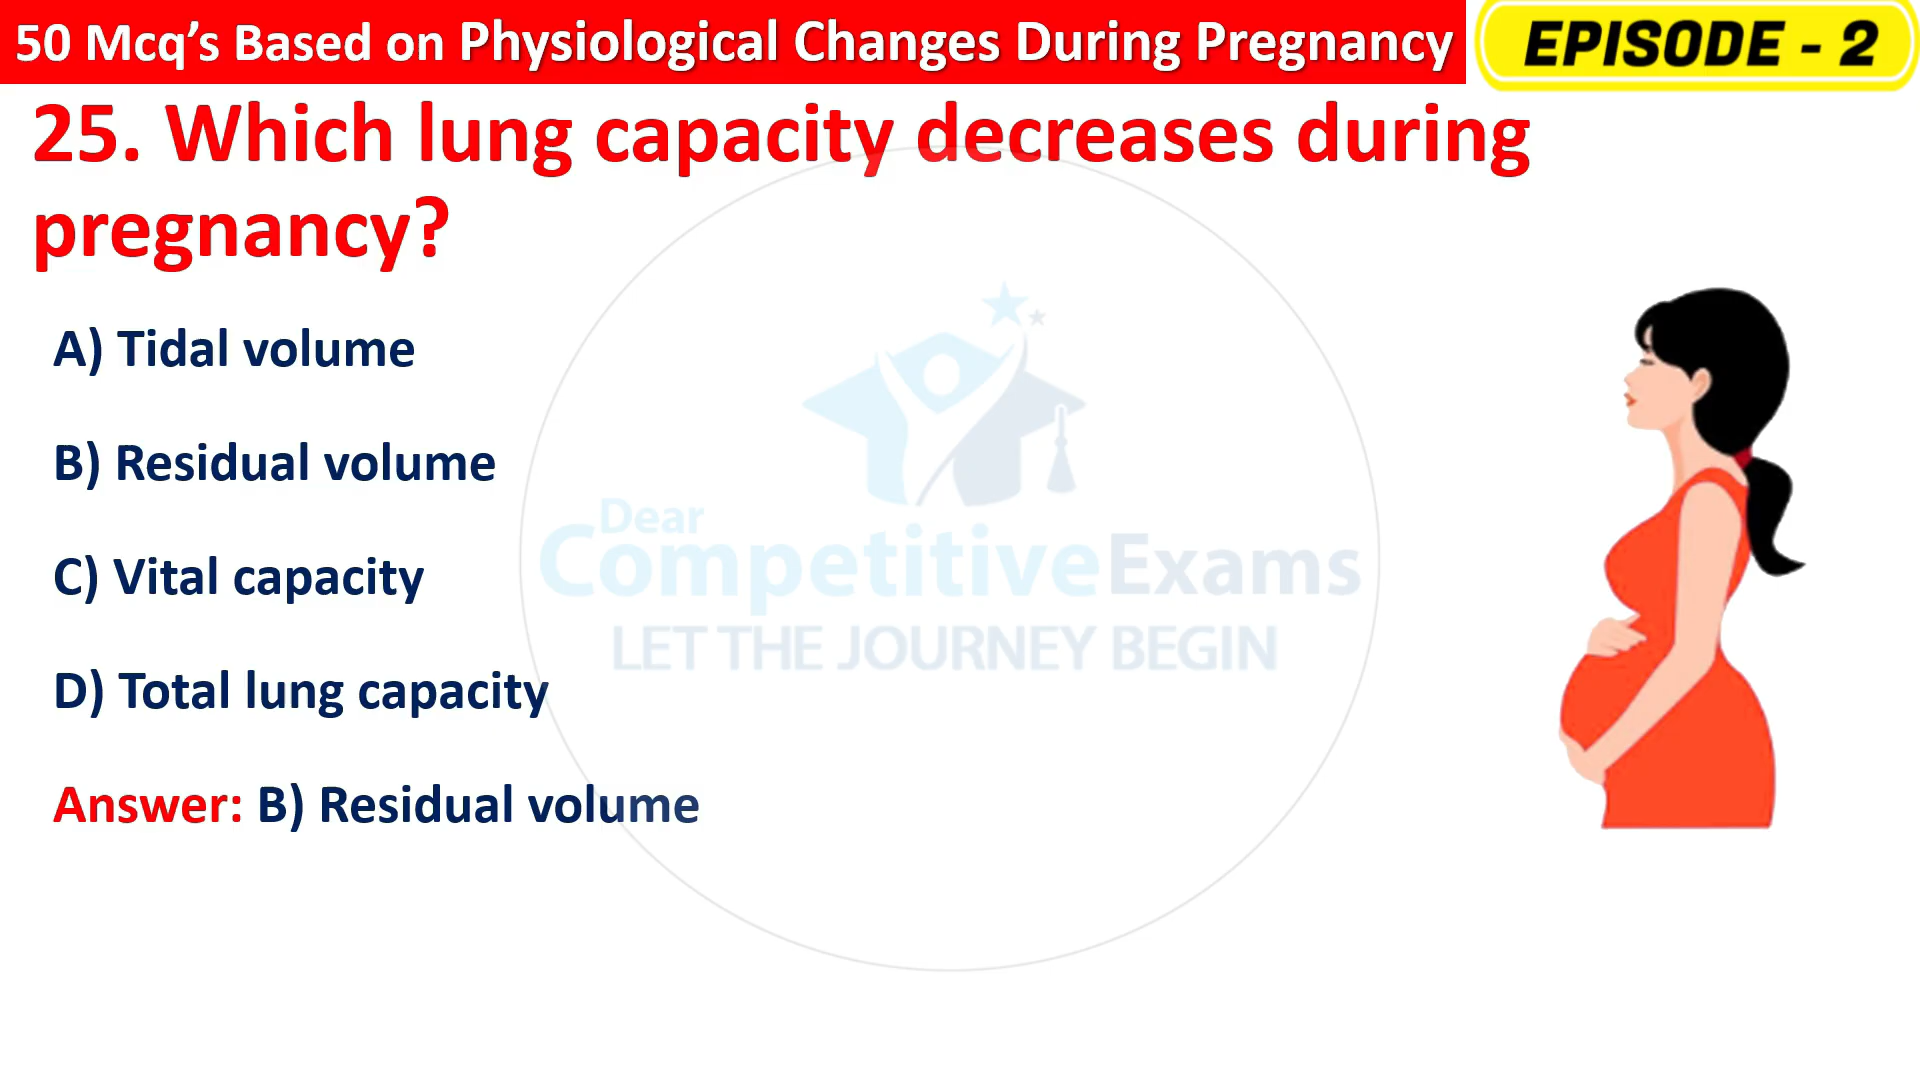 50 Mcq’s Based on Physiological Changes During Pregnancy
EPISODE - 2
25. Which lung capacity decreases during
pregnancy?
A) Tidal volume
B) Residual volume
C) Vital capacity
D) Total lung capacity
Answer: B) Residual volume
Dear
CompetitiveExams
LET THE JOURNEY BEGIN